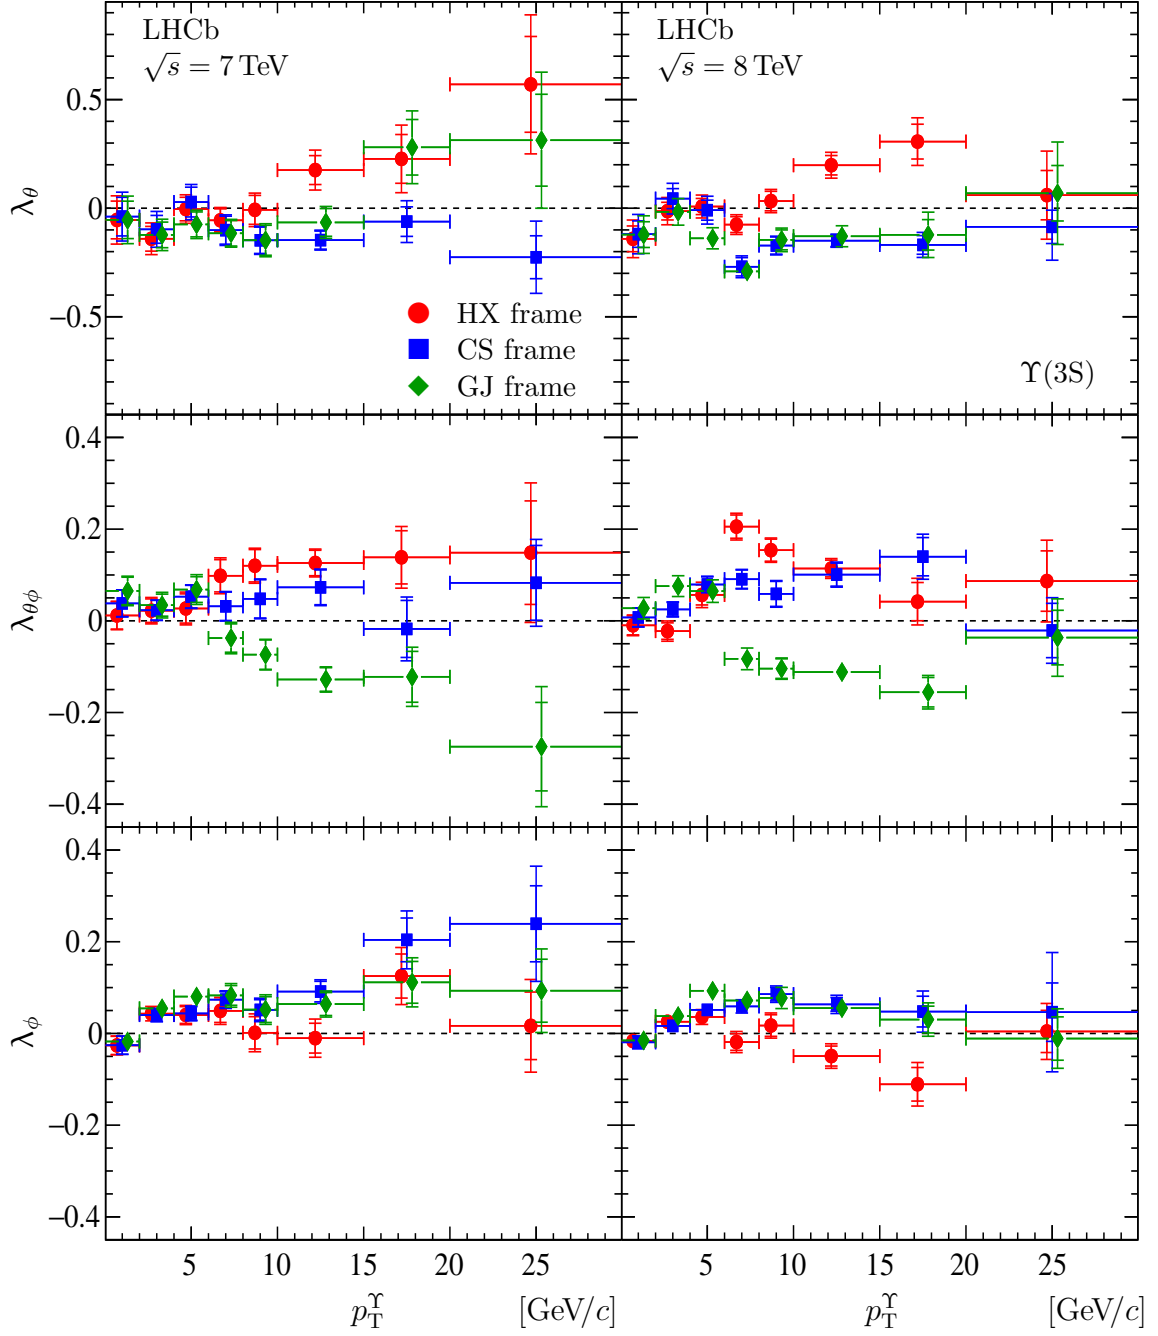 LHCb
√s = 7 TeV
LHCb
√s = 8 TeV
λθ
0.5
0
−0.5
HX frame
CS frame
GJ frame
ϒ(3S)
λθϕ
0.4
0.2
0
−0.2
−0.4
λϕ
0.4
0.2
0
−0.2
−0.4
5 10 15 20 25 5 10 15 20 25
pTϒ [GeV/c] pTϒ [GeV/c]